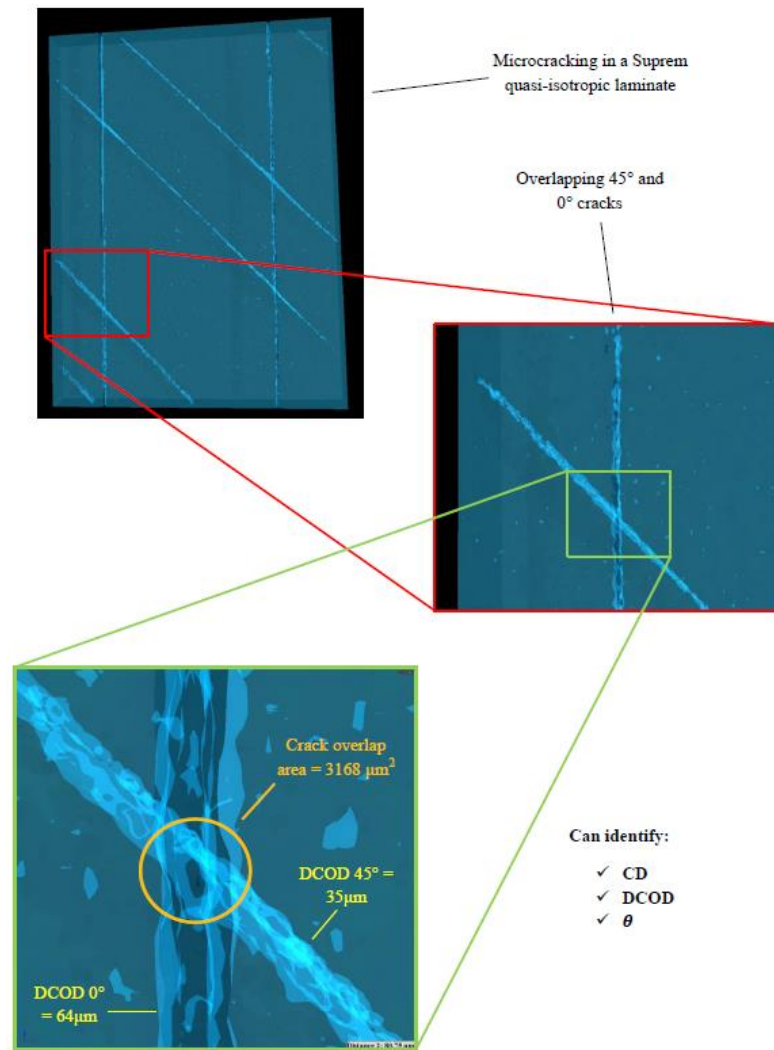 Microcracking in a Suprem
quasi-isotropic laminate
Overlapping 45° and
0° cracks
Crack overlap
area = 3168 μm²
DCOD 45° =
35μm
DCOD 0°
= 64μm
Can identify:
✓ CD
✓ DCOD
✓ θ